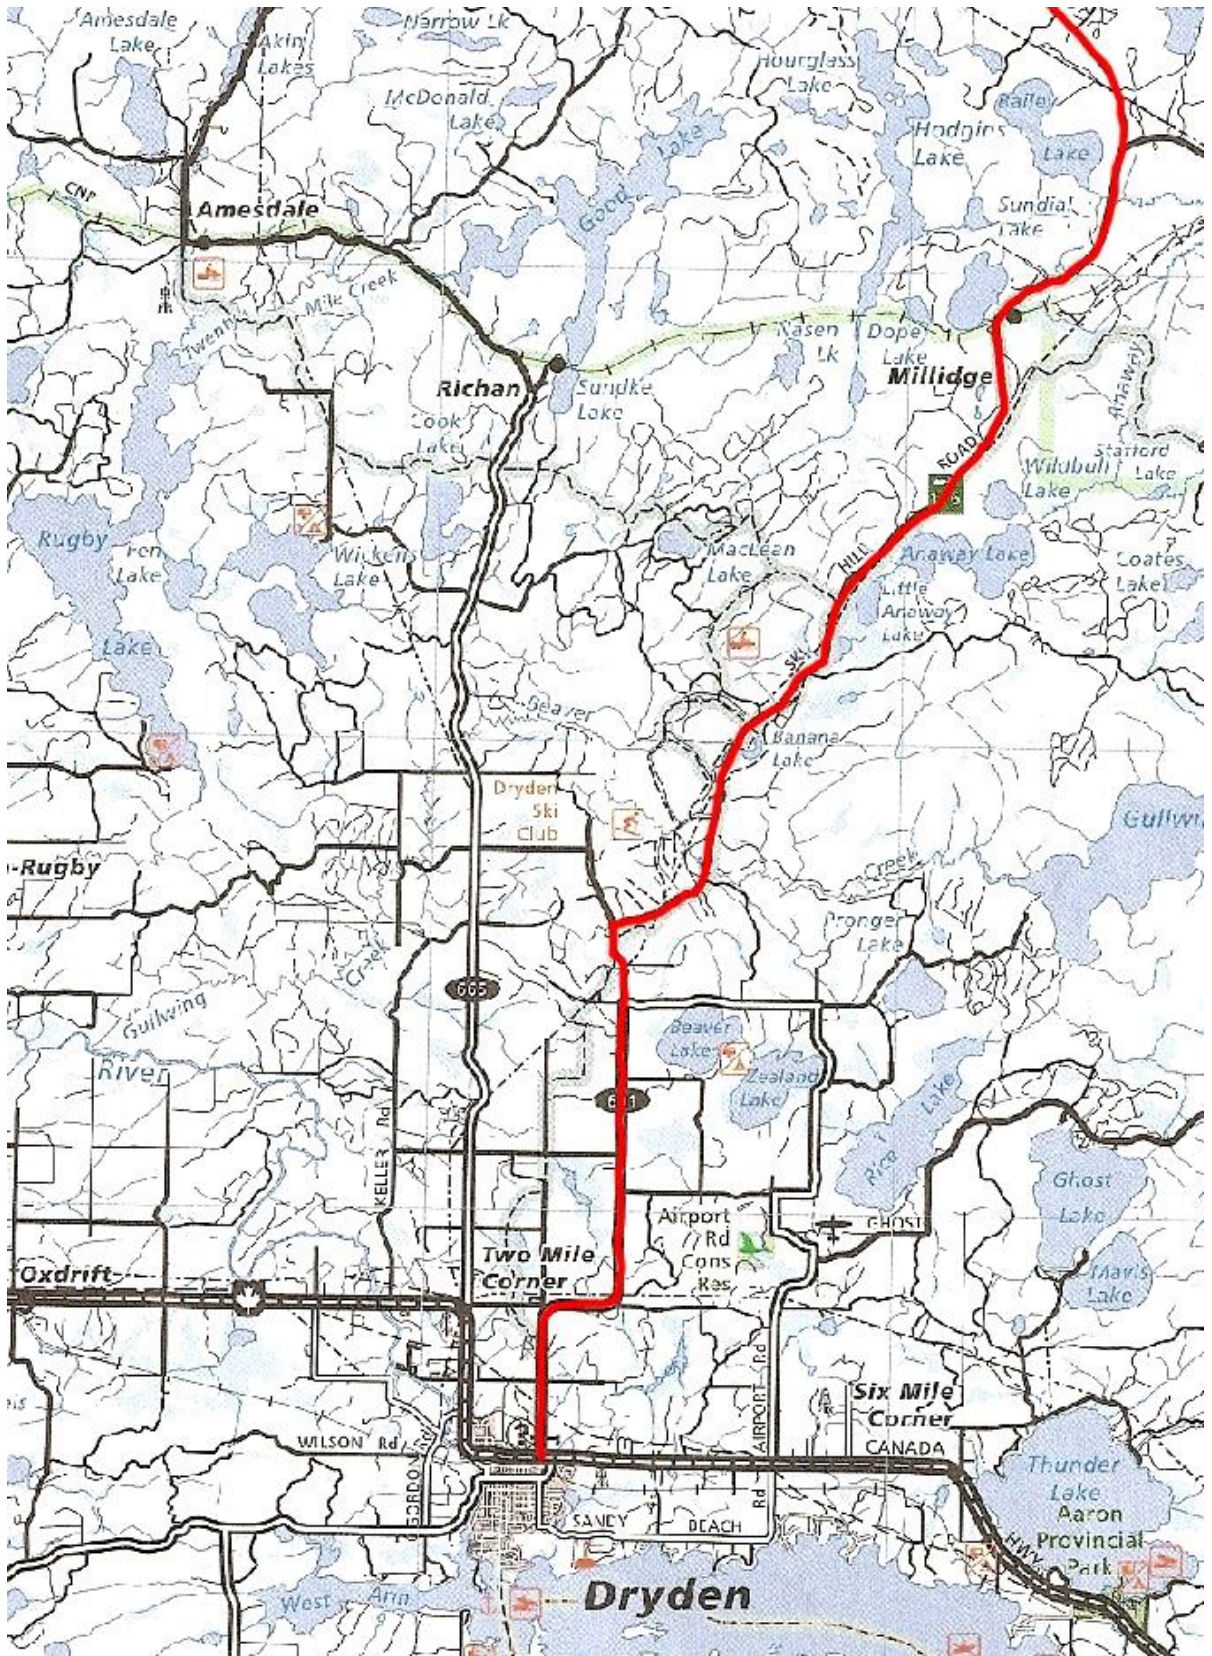 Amesdale
Lake
Akin
Lakes
Narrow Lk
McDonald
Lake
Hourglass
Lake
Bailey
Lake
Hodgins
Lake
Good
Lake
Sundial
Lake
CNR
Amesdale
Twenty
Mile Creek
Kasen
Lk
Dope
Lake
Millidge
Richan
Sundke
Lake
Cook
Lake
Anaway
Stafford
Lake
Wildbull
Lake
SKI
HILL
ROAD
Rugby
Lake
Fen
Lake
Wicken
Lake
MacLean
Lake
Anaway Lake
Little
Anaway
Lake
Coates
Lake
Beaver
Creek
Banana
Lake
Dryden
Ski
Club
-Rugby
Pronger
Lake
Creek
665
Gullwing
River
Beaver
Lake
Zealand
Lake
KELLER Rd
Rice
Lake
Ghost
Lake
Airport
Rd
Cons
Res
GHOST
Two Mile
Corner
Oxdrift
Mavis
Lake
AIRPORT Rd
Six Mile
Corner
WILSON Rd
CANADA
HWY
Thunder
Lake
Aaron
Provincial
Park
SANDY
BEACH
Rd
West
Arm
Dryden